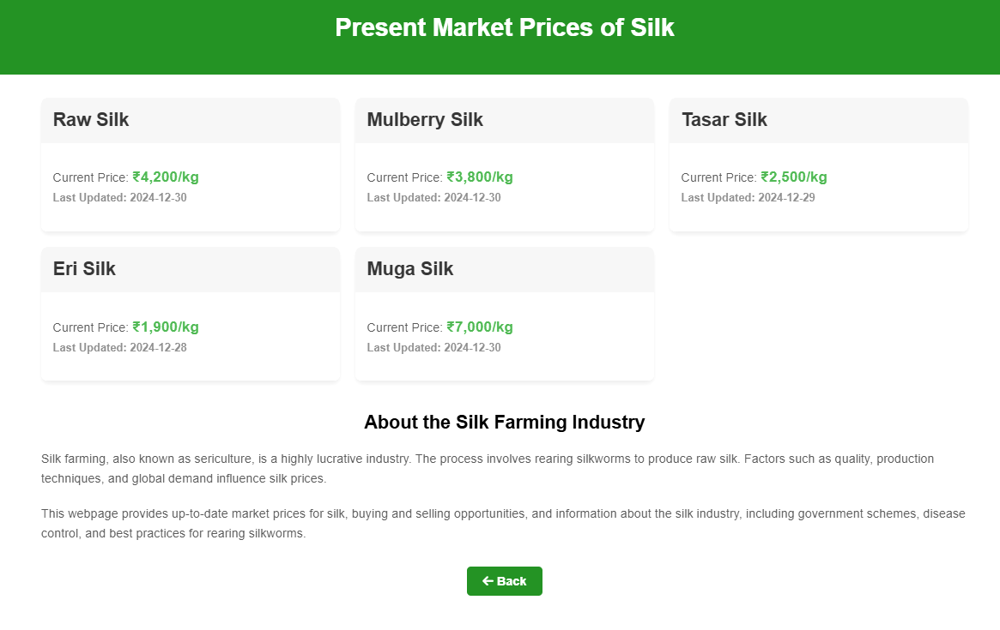 Present Market Prices of Silk
Raw Silk
Current Price: ₹4,200/kg
Last Updated: 2024-12-30
Mulberry Silk
Current Price: ₹3,800/kg
Last Updated: 2024-12-30
Tasar Silk
Current Price: ₹2,500/kg
Last Updated: 2024-12-29
Eri Silk
Current Price: ₹1,900/kg
Last Updated: 2024-12-28
Muga Silk
Current Price: ₹7,000/kg
Last Updated: 2024-12-30
About the Silk Farming Industry
Silk farming, also known as sericulture, is a highly lucrative industry. The process involves rearing silkworms to produce raw silk. Factors such as quality, production
techniques, and global demand influence silk prices.
This webpage provides up-to-date market prices for silk, buying and selling opportunities, and information about the silk industry, including government schemes, disease
control, and best practices for rearing silkworms.
← Back